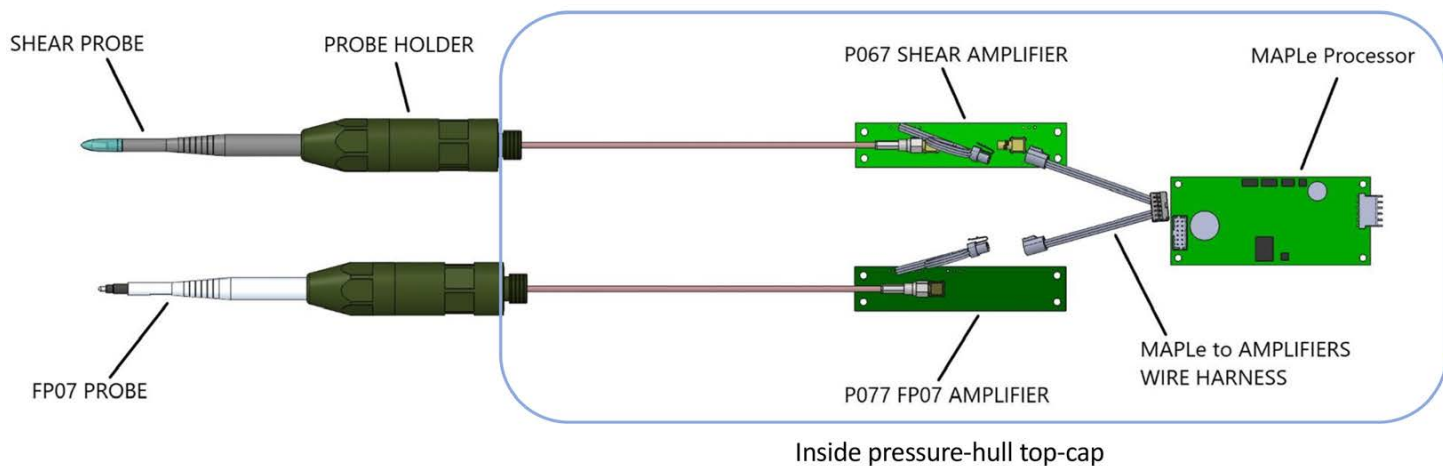 SHEAR PROBE
PROBE HOLDER
P067 SHEAR AMPLIFIER
MAPLe Processor
FP07 PROBE
P077 FP07 AMPLIFIER
MAPLe to AMPLIFIERS
WIRE HARNESS
Inside pressure-hull top-cap